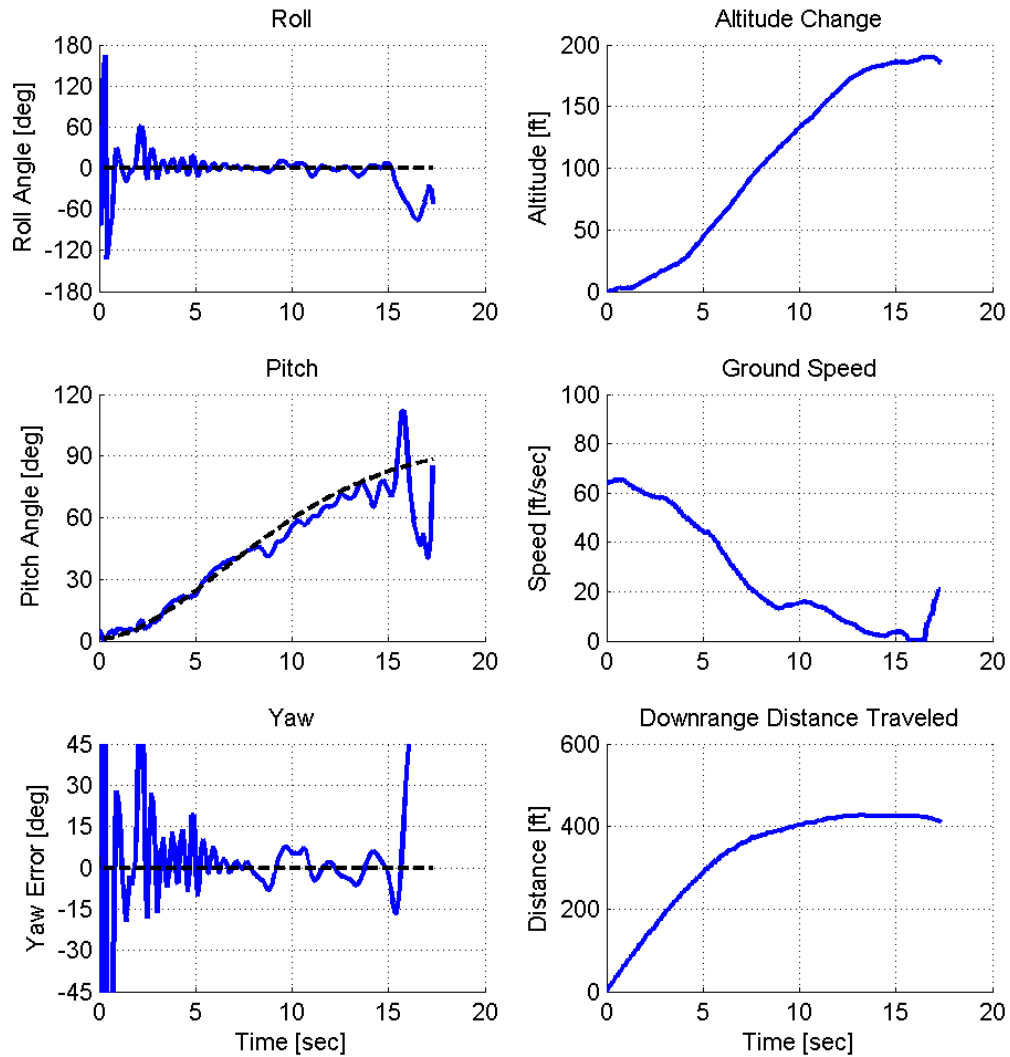 Roll
Roll Angle [deg]
180
120
60
0
-60
-120
-180
0 5 10 15 20
Altitude Change
Altitude [ft]
200
150
100
50
0
0 5 10 15 20
Pitch
Pitch Angle [deg]
120
90
60
30
0
0 5 10 15 20
Ground Speed
Speed [ft/sec]
100
80
60
40
20
0
0 5 10 15 20
Yaw
Yaw Error [deg]
45
30
15
0
-15
-30
-45
0 5 10 15 20
Time [sec]
Downrange Distance Traveled
Distance [ft]
600
400
200
0
0 5 10 15 20
Time [sec]